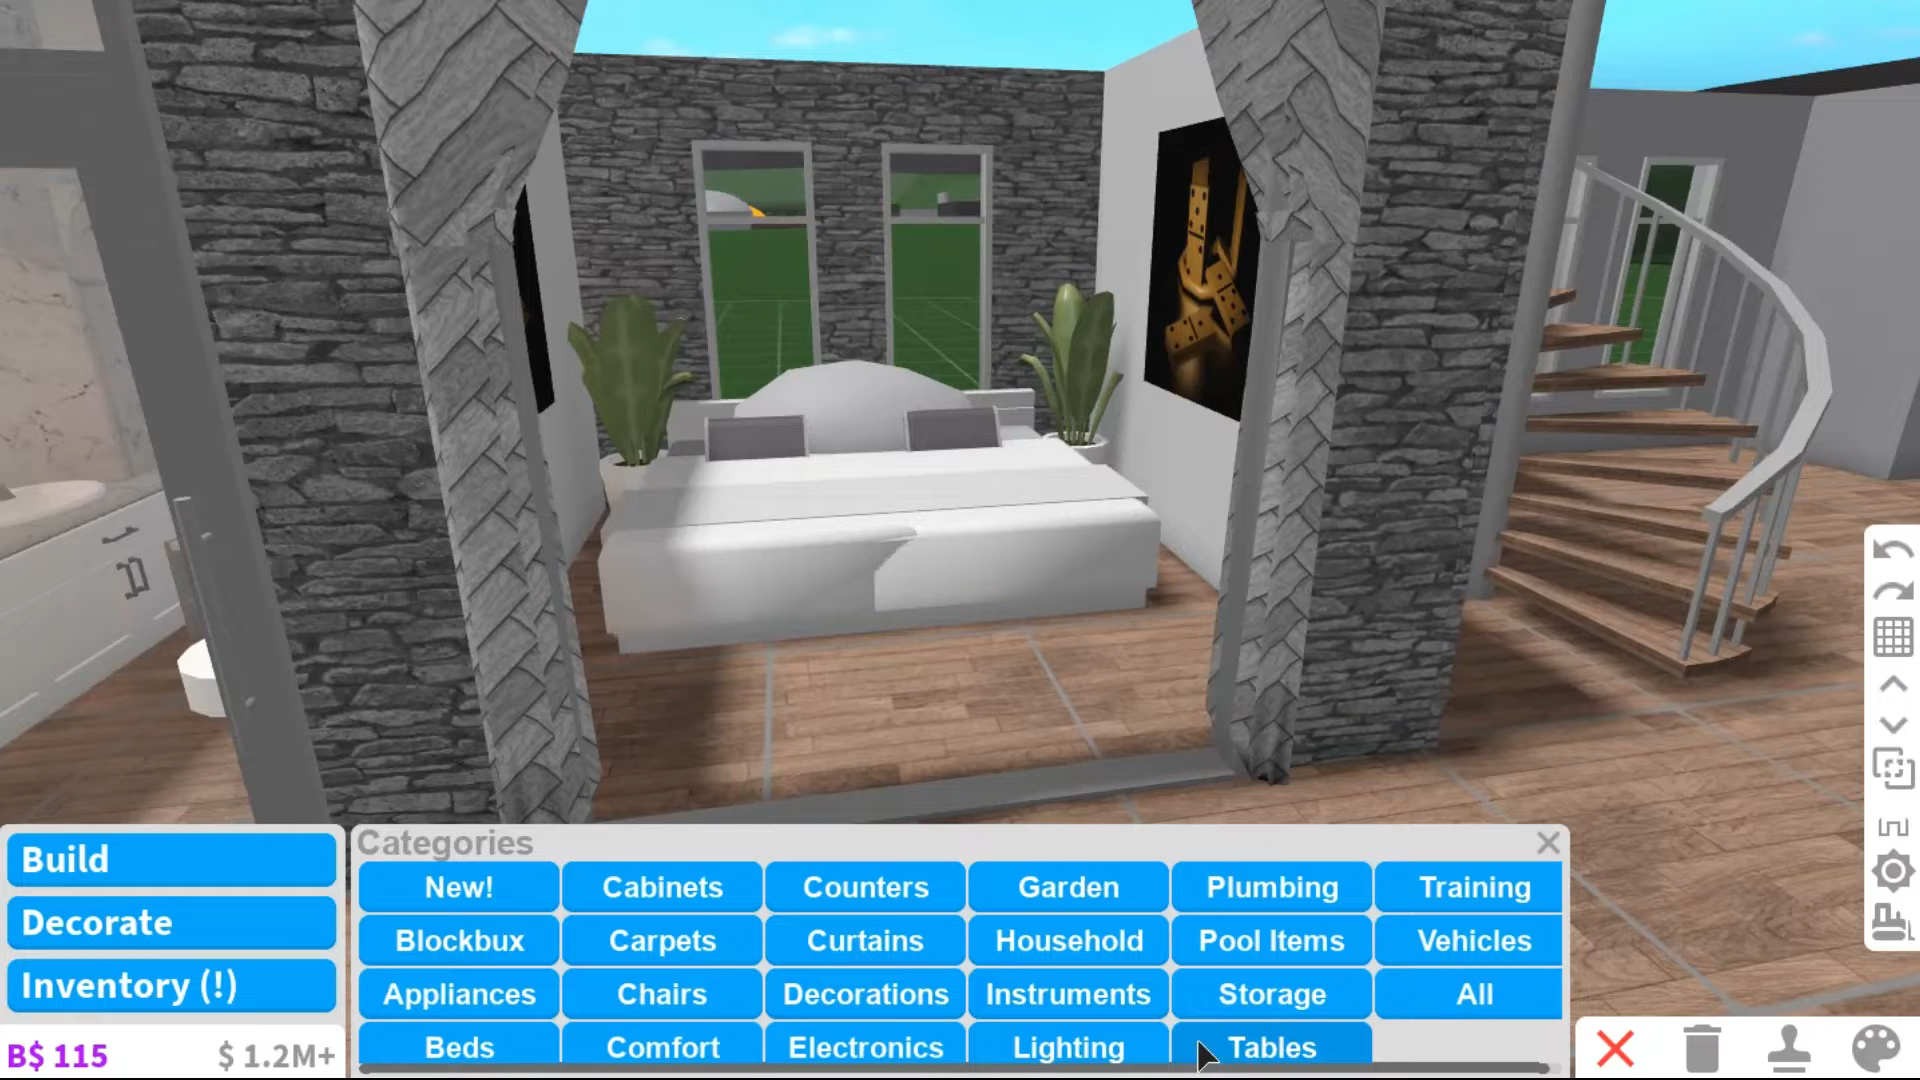 Build
Decorate
Inventory (!)
B$ 115
$ 1.2M+
Categories
New! Cabinets Counters Garden Plumbing Training
Blockbux Carpets Curtains Household Pool Items Vehicles
Appliances Chairs Decorations Instruments Storage All
Beds Comfort Electronics Lighting Tables